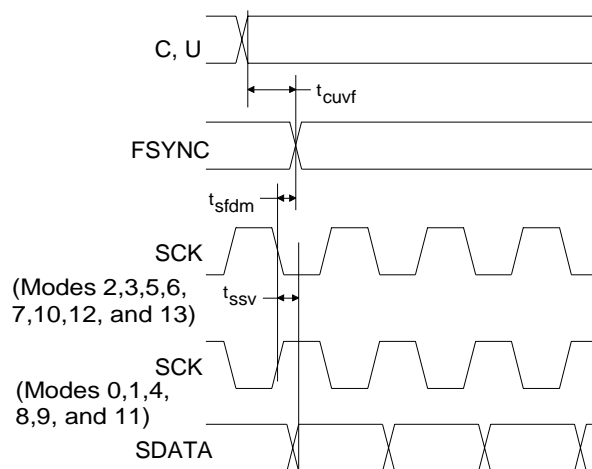 C, U
tcuvf
FSYNC
tsfdm
SCK
(Modes 2,3,5,6,
7,10,12, and 13)
tssv
SCK
(Modes 0,1,4,
8,9, and 11)
SDATA